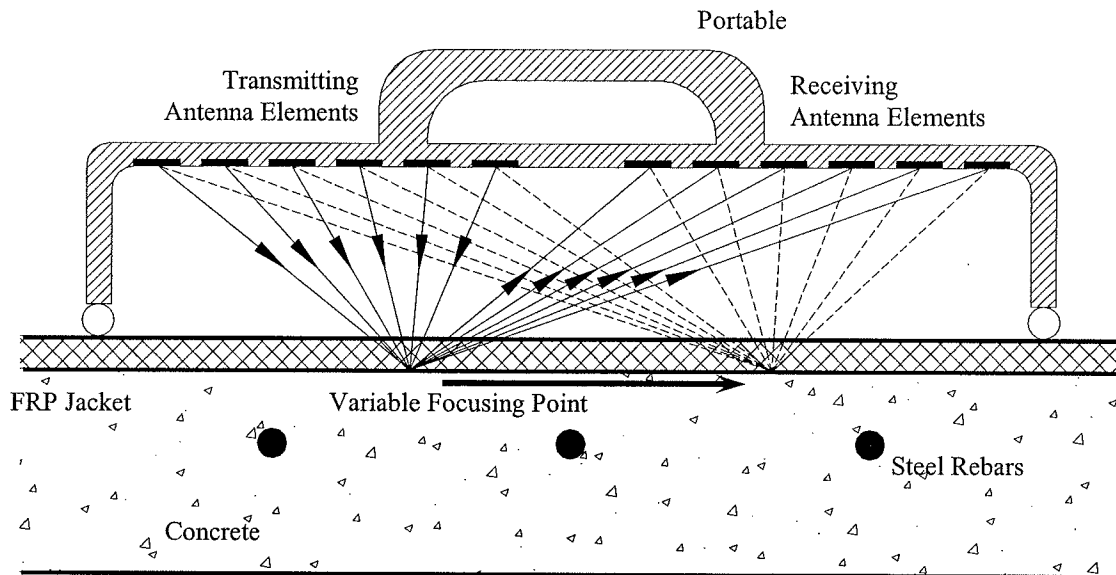 Portable
Transmitting
Antenna Elements
Receiving
Antenna Elements
FRP Jacket
Variable Focusing Point
Steel Rebars
Concrete